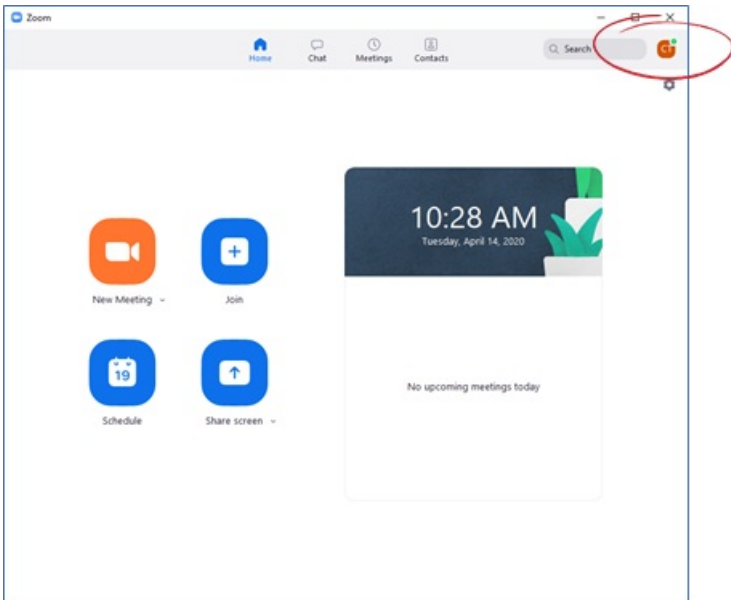 Zoom
Home
Chat
Meetings
Contacts
Search
CT
10:28 AM
Tuesday, April 14, 2020
New Meeting
Join
19
Schedule
Share screen
No upcoming meetings today